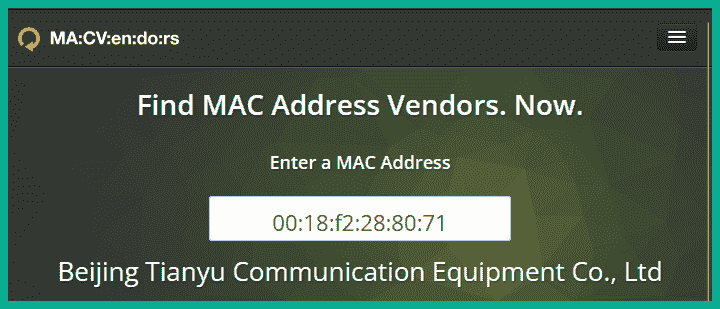 MA:CV:en:do:rs
Find MAC Address Vendors. Now.
Enter a MAC Address
00:18:f2:28:80:71
Beijing Tianyu Communication Equipment Co., Ltd